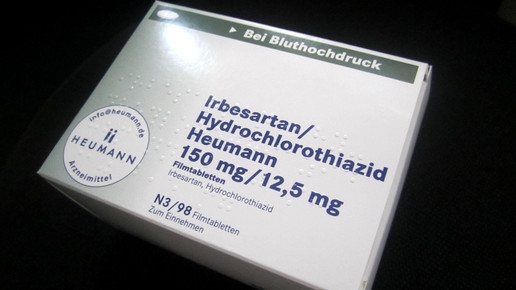 ▸ Bei Bluthochdruck
Irbesartan/
Hydrochlorothiazid
Heumann
150 mg/12,5 mg
Filmtabletten
Irbesartan, Hydrochlorothiazid
N3/98 Filmtabletten
Zum Einnehmen
info@heumann.de
HEUMANN
Arzneimittel